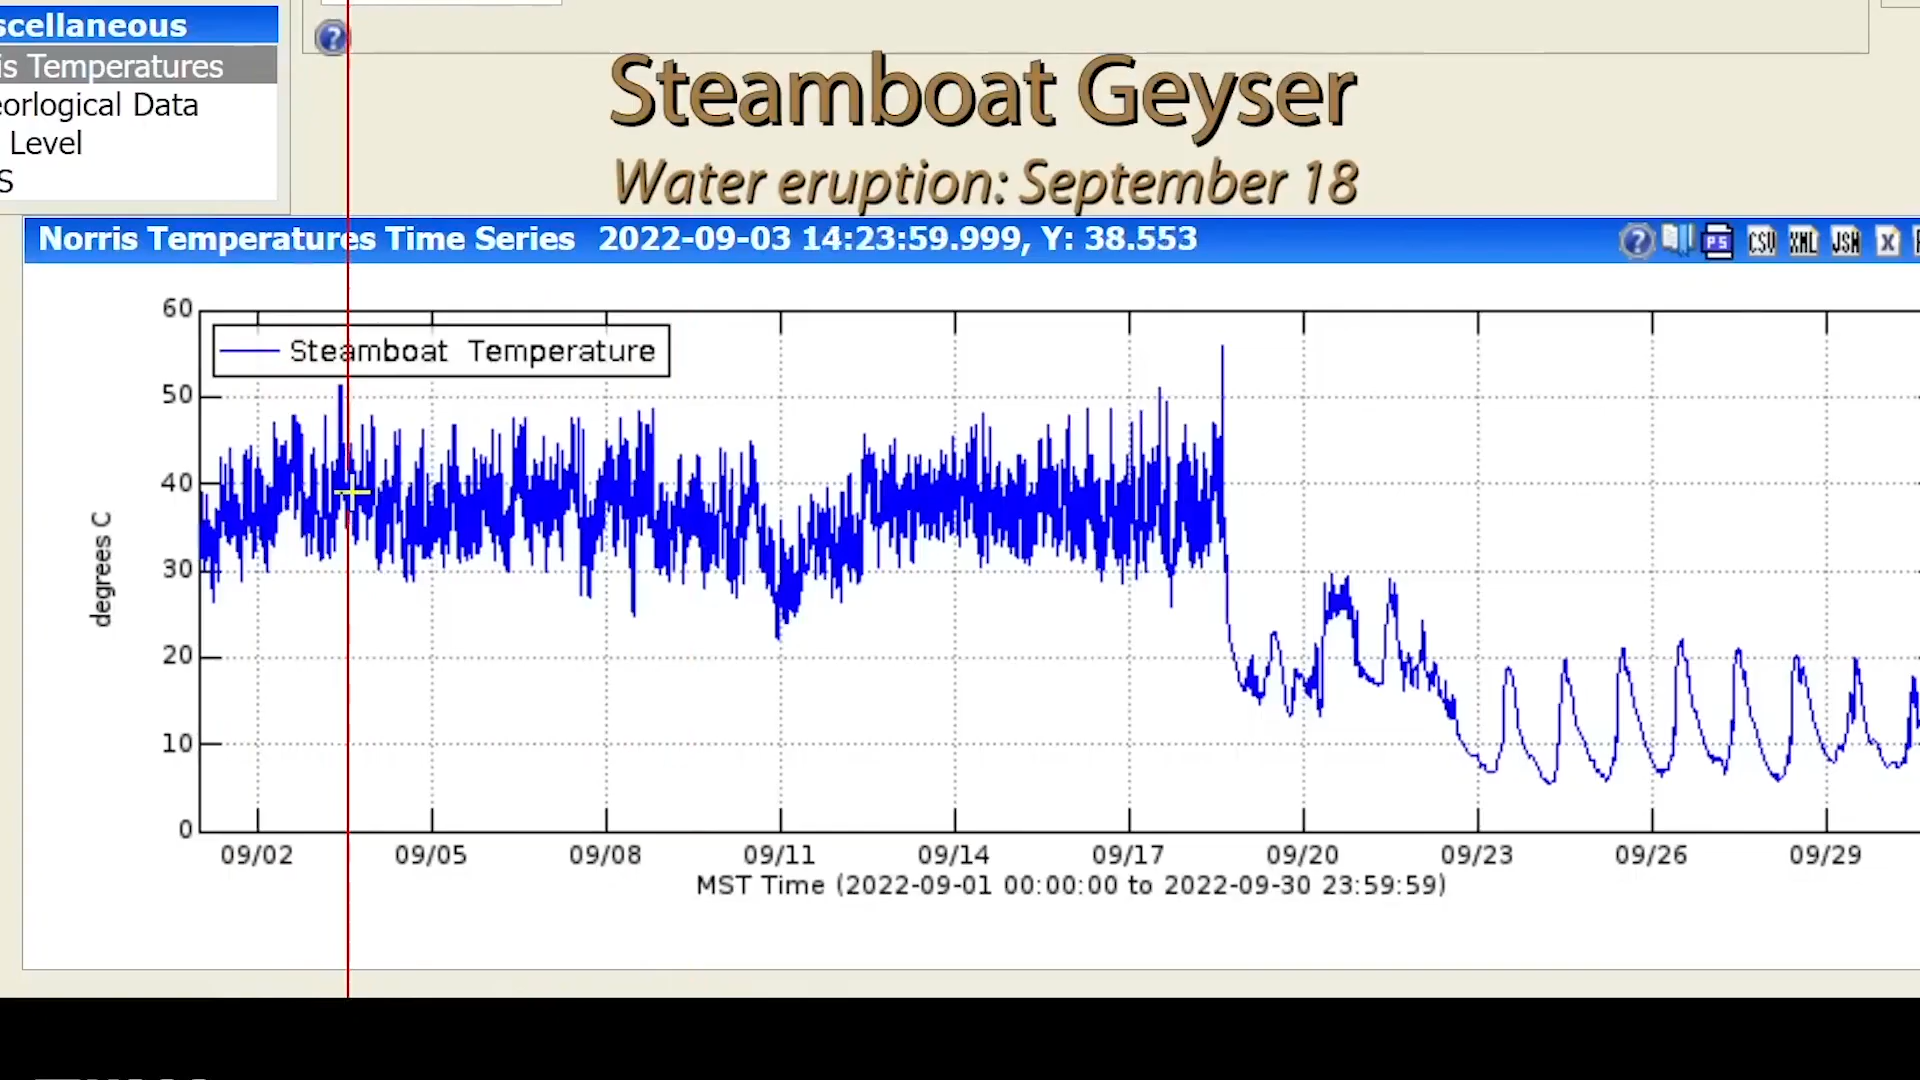 scellaneous
is Temperatures
eorlogical Data
Level
S
Steamboat Geyser
Water eruption: September 18
Norris Temperatures Time Series 2022-09-03 14:23:59.999, Y: 38.553
PS CSV XML JSN X
Steamboat Temperature
60
50
40
30
20
10
0
degrees C
09/02 09/05 09/08 09/11 09/14 09/17 09/20 09/23 09/26 09/29
MST Time (2022-09-01 00:00:00 to 2022-09-30 23:59:59)